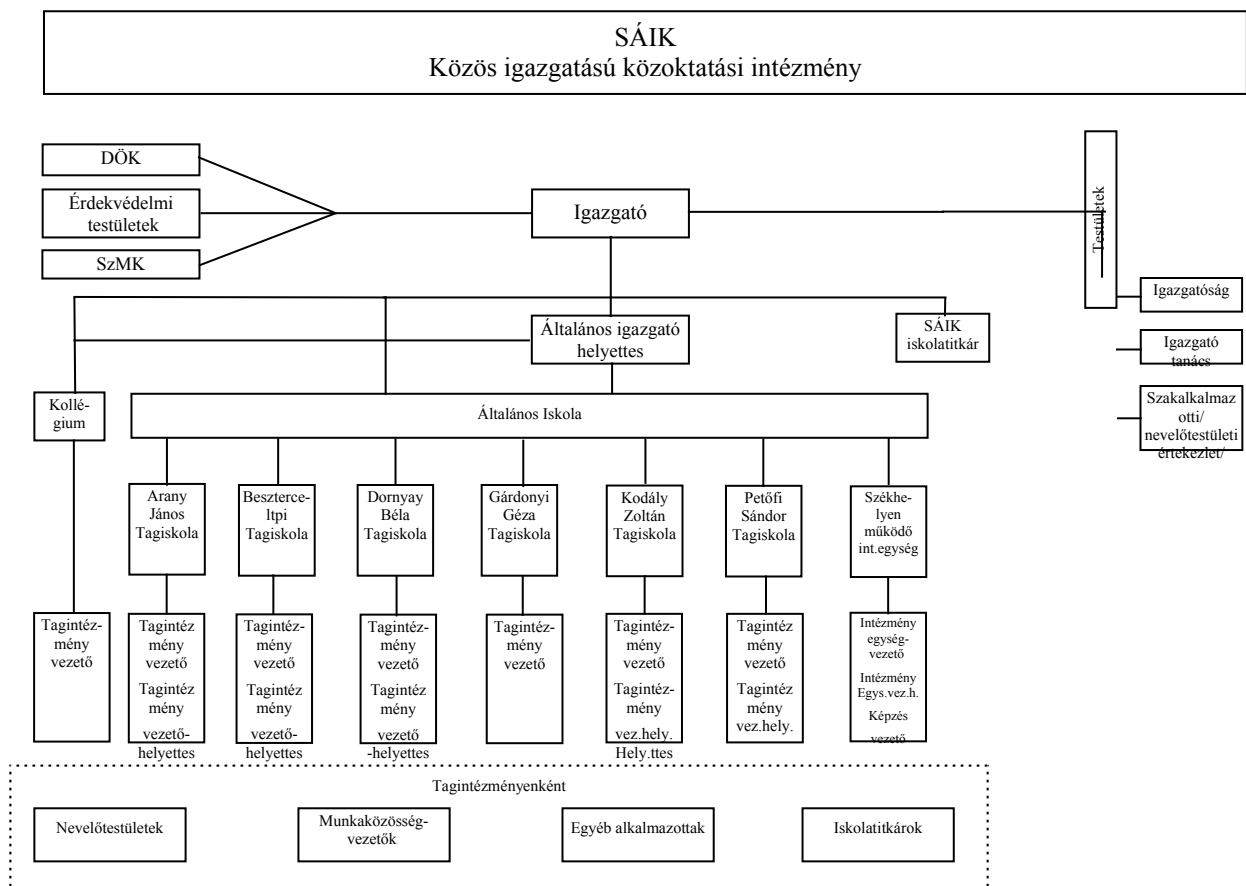 SÁIK
Közös igazgatású közoktatási intézmény
DÖK
Érdekvédelmi
testületek
SzMK
Igazgató
Testületek
Igazgatóság
Igazgató
tanács
Szakalkalmaz
otti/
nevelőtestületi
értekezlet/
Általános igazgató
helyettes
SÁIK
iskolatitkár
Kollé-
gium
Általános Iskola
Arany
János
Tagiskola
Beszterce-
ltpi
Tagiskola
Dornyay
Béla
Tagiskola
Gárdonyi
Géza
Tagiskola
Kodály
Zoltán
Tagiskola
Petőfi
Sándor
Tagiskola
Székhe-
lyen
működő
int.egység
Tagintéz-
mény
vezető
Tagintéz
mény
vezető
Tagintéz
mény
vezető-
helyettes
Tagintéz-
mény
vezető
Tagintéz
mény
vezető-
helyettes
Tagintéz-
mény
vezető
Tagintéz
mény
vezető
-helyettes
Tagintéz-
mény
vezető
Tagintéz-
mény
vezető
Tagintéz-
mény
vez.hely.
Hely.ttes
Tagintéz
mény
vezető
Tagintéz
mény
vez.hely.
Intézmény
egység-
vezető
Intézmény
Egys.vez.h.
Képzés
vezető
Tagintézményenként
Nevelőtestületek
Munkaközösség-
vezetők
Egyéb alkalmazottak
Iskolatitkárok